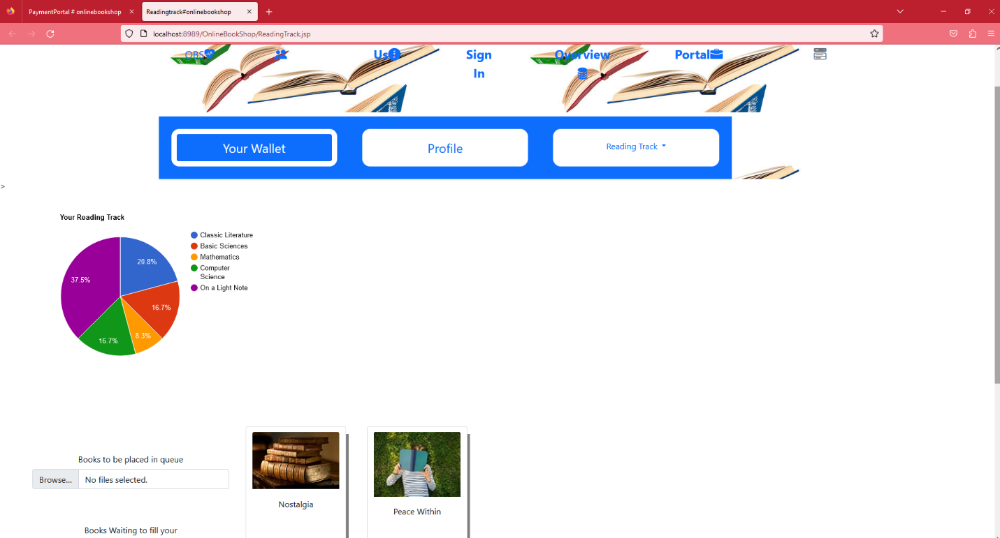 PaymentPortal # onlinebookshop
Readingtrack#onlinebookshop
localhost:8989/OnlineBookShop/ReadingTrack.jsp
OBS
Us
Sign
In
Overview
Portal
Your Wallet
Profile
Reading Track
>
Your Reading Track
Classic Literature
Basic Sciences
Mathematics
Computer
Science
On a Light Note
20.8%
37.5%
16.7%
8.3%
16.7%
Books to be placed in queue
Browse... No files selected.
Nostalgia
Peace Within
Books Waiting to fill your